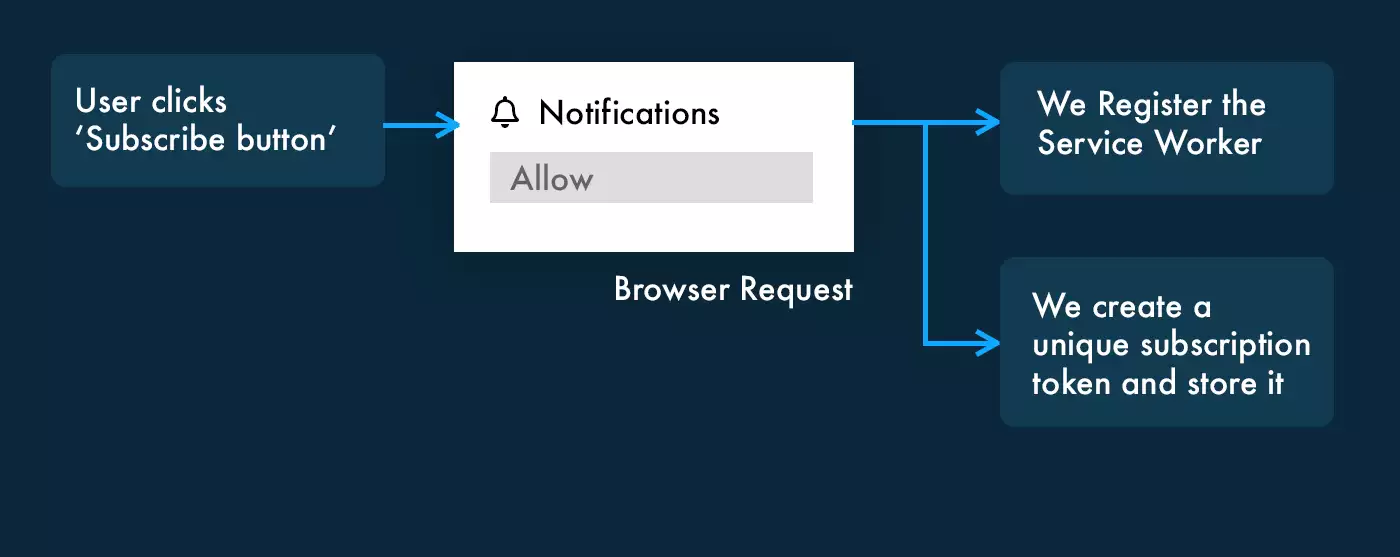 User clicks
‘Subscribe button’
Notifications
Allow
Browser Request
We Register the
Service Worker
We create a
unique subscription
token and store it